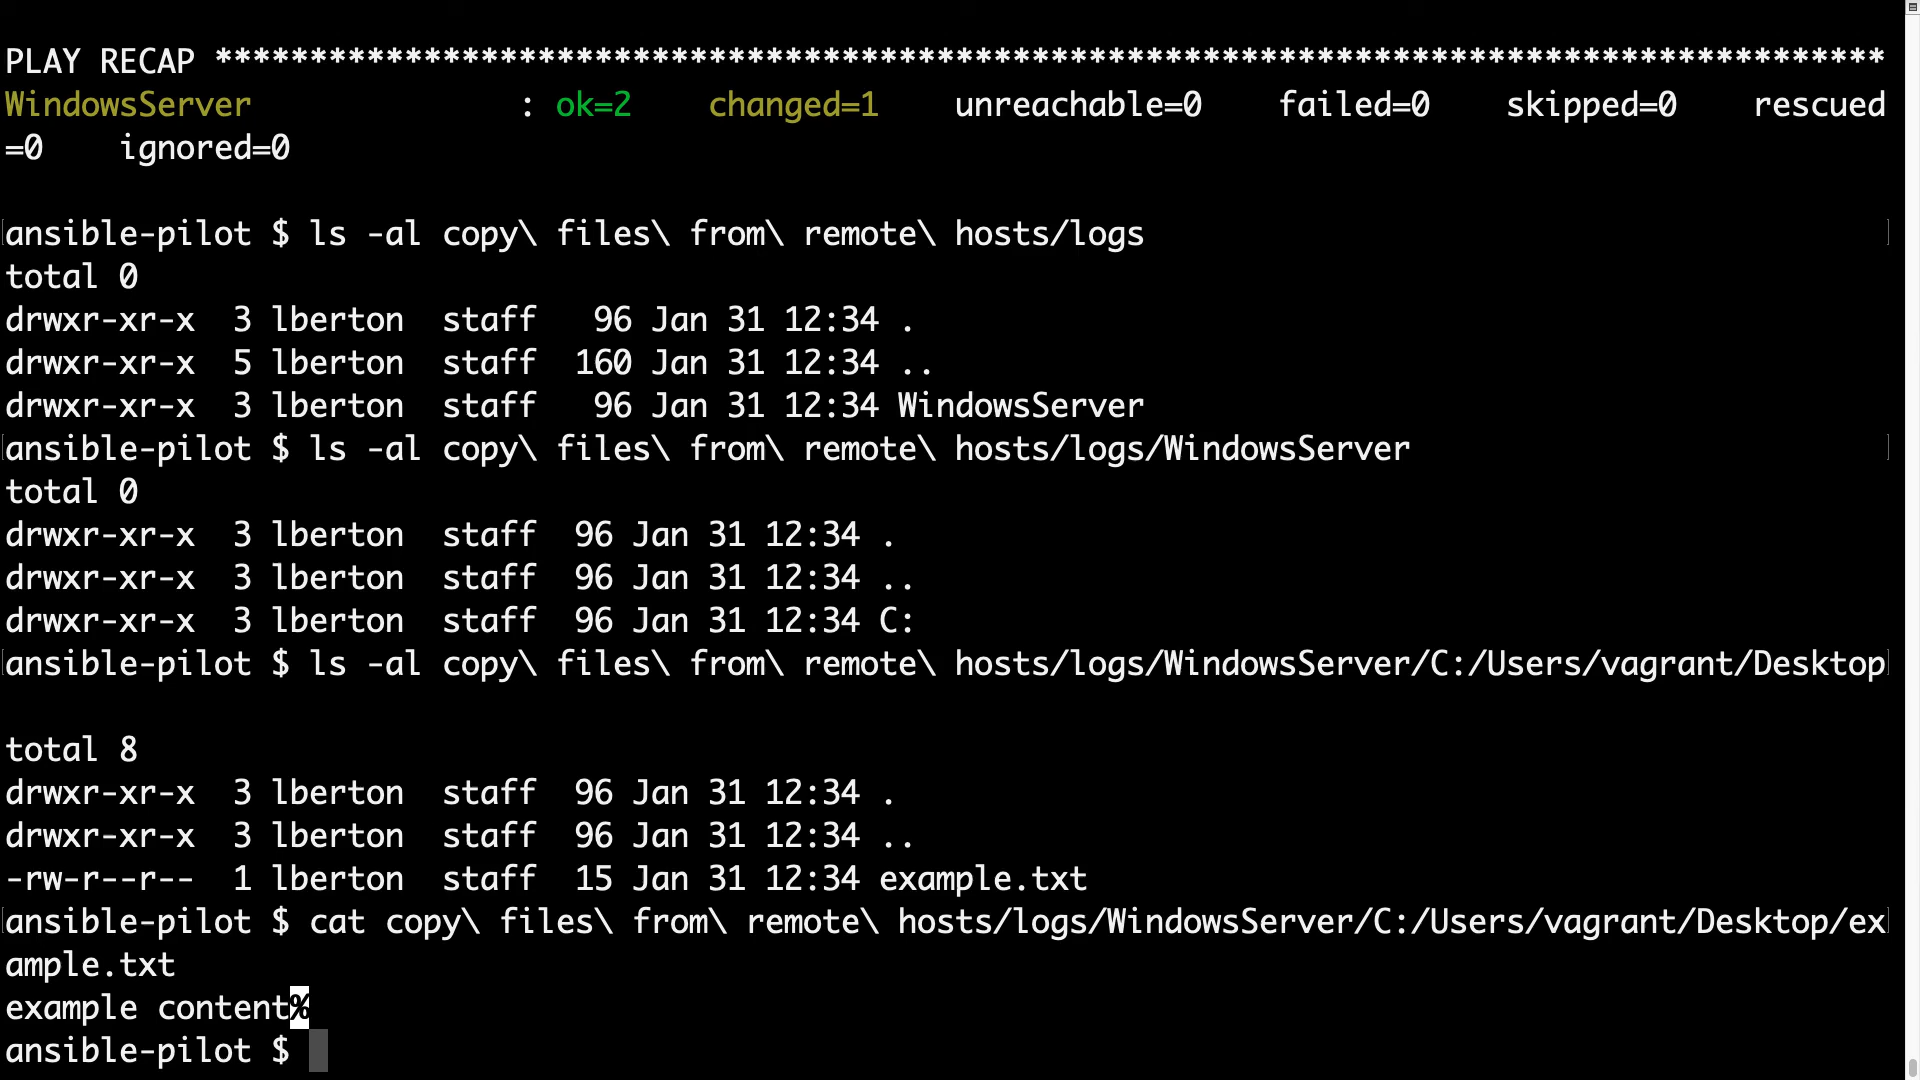 PLAY RECAP ****************************************************************************************
WindowsServer              : ok=2    changed=1    unreachable=0    failed=0    skipped=0    rescued
=0    ignored=0
ansible-pilot $ ls -al copy\ files\ from\ remote\ hosts/logs
total 0
drwxr-xr-x  3 lberton  staff   96 Jan 31 12:34 .
drwxr-xr-x  5 lberton  staff  160 Jan 31 12:34 ..
drwxr-xr-x  3 lberton  staff   96 Jan 31 12:34 WindowsServer
ansible-pilot $ ls -al copy\ files\ from\ remote\ hosts/logs/WindowsServer
total 0
drwxr-xr-x  3 lberton  staff  96 Jan 31 12:34 .
drwxr-xr-x  3 lberton  staff  96 Jan 31 12:34 ..
drwxr-xr-x  3 lberton  staff  96 Jan 31 12:34 C:
ansible-pilot $ ls -al copy\ files\ from\ remote\ hosts/logs/WindowsServer/C:/Users/vagrant/Desktop
total 8
drwxr-xr-x  3 lberton  staff  96 Jan 31 12:34 .
drwxr-xr-x  3 lberton  staff  96 Jan 31 12:34 ..
-rw-r--r--  1 lberton  staff  15 Jan 31 12:34 example.txt
ansible-pilot $ cat copy\ files\ from\ remote\ hosts/logs/WindowsServer/C:/Users/vagrant/Desktop/ex
ample.txt
example content%
ansible-pilot $